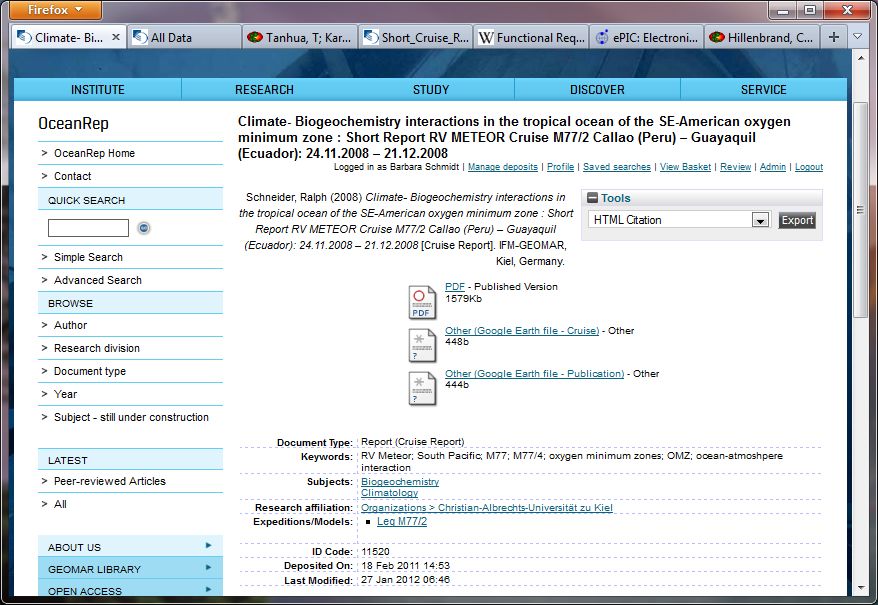 Firefox
Climate- Bi...
All Data
Tanhua, T; Kar...
Short_Cruise_R...
Functional Req...
ePIC: Electroni...
Hillenbrand, C...
INSTITUTE
RESEARCH
STUDY
DISCOVER
SERVICE
OceanRep
> OceanRep Home
> Contact
QUICK SEARCH
> Simple Search
> Advanced Search
BROWSE
> Author
> Research division
> Document type
> Year
> Subject - still under construction
LATEST
> Peer-reviewed Articles
> All
ABOUT US
GEOMAR LIBRARY
OPEN ACCESS
Climate- Biogeochemistry interactions in the tropical ocean of the SE-American oxygen
minimum zone : Short Report RV METEOR Cruise M77/2 Callao (Peru) – Guayaquil
(Ecuador): 24.11.2008 – 21.12.2008
Logged in as Barbara Schmidt | Manage deposits | Profile | Saved searches | View Basket | Review | Admin | Logout
Schneider, Ralph (2008) Climate- Biogeochemistry interactions in
the tropical ocean of the SE-American oxygen minimum zone : Short
Report RV METEOR Cruise M77/2 Callao (Peru) – Guayaquil
(Ecuador): 24.11.2008 – 21.12.2008 [Cruise Report]. IFM-GEOMAR,
Kiel, Germany.
Tools
HTML Citation
Export
PDF
PDF - Published Version
1579Kb
?
Other (Google Earth file - Cruise) - Other
448b
?
Other (Google Earth file - Publication) - Other
444b
Document Type: Report (Cruise Report)
Keywords: RV Meteor; South Pacific; M77; M77/4; oxygen minimum zones; OMZ; ocean-atmoshpere
interaction
Subjects: Biogeochemistry
Climatology
Research affiliation: Organizations > Christian-Albrechts-Universität zu Kiel
Expeditions/Models: Leg M77/2
ID Code: 11520
Deposited On: 18 Feb 2011 14:53
Last Modified: 27 Jan 2012 06:46